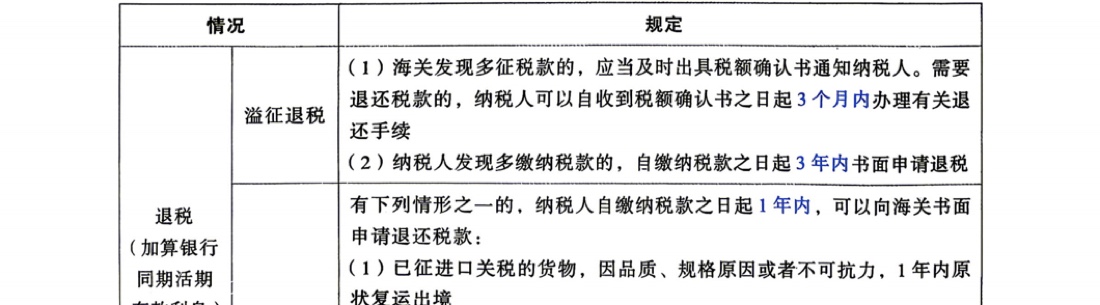 情况 规定
溢征退税
(1)海关发现多征税款的，应当及时出具税额确认书通知纳税人。需要
退还税款的，纳税人可以自收到税额确认书之日起3个月内办理有关退
还手续
(2)纳税人发现多缴纳税款的，自缴纳税款之日起3年内书面申请退税
退税
(加算银行
同期活期
有下列情形之一的，纳税人自缴纳税款之日起1年内，可以向海关书面
申请退还税款：
(1)已征进口关税的货物，因品质、规格原因或者不可抗力，1年内原
状复运出境